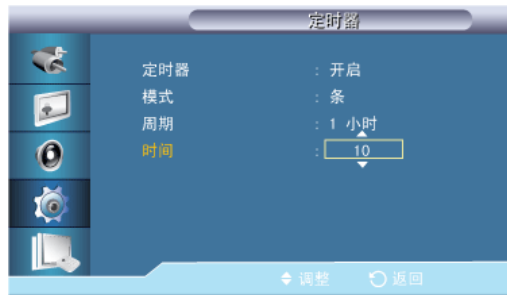 定时器
定时器 : 开启
模式 : 条
周期 : 1 小时
时间 : 10
调整 返回